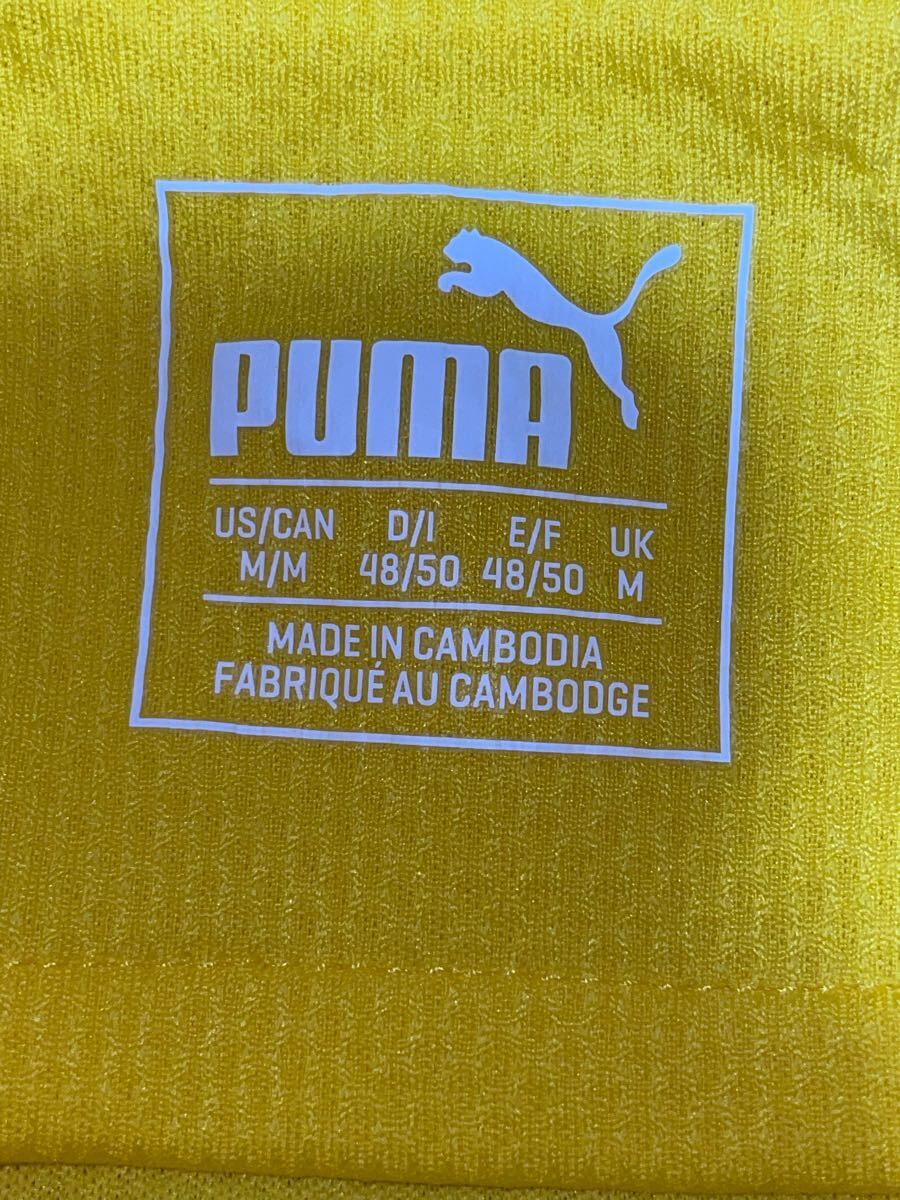 PUMA
US/CAN D/I E/F UK
M/M 48/50 48/50 M
MADE IN CAMBODIA
FABRIQUÉ AU CAMBODGE